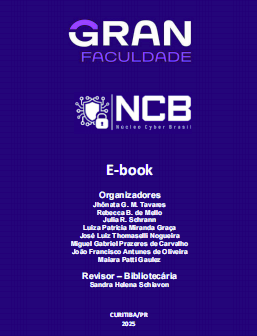 GRAN
FACULDADE
NCB
Núcleo Cyber Brasil
E-book
Organizadores
Jhônata G. M. Tavares
Rebecca B. de Mello
Julia R. Schrann
Luiza Patricia Miranda Graça
José Luiz Thomaselli Nogueira
Miguel Gabriel Prazeres de Carvalho
João Francisco Antunes de Oliveira
Maiara Patti Gaulez
Revisor – Bibliotecária
Sandra Helena Schiavon
CURITIBA/PR
2025